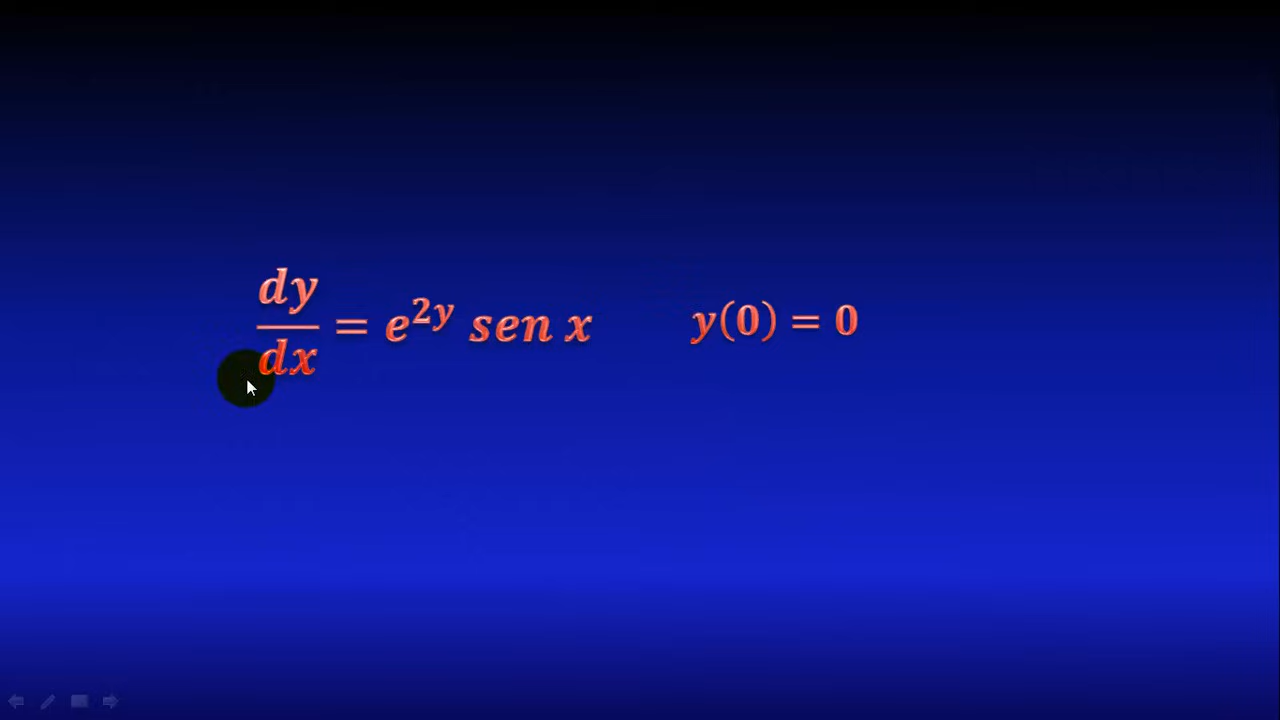 dy/dx = e^{2y} sen x    y(0) = 0